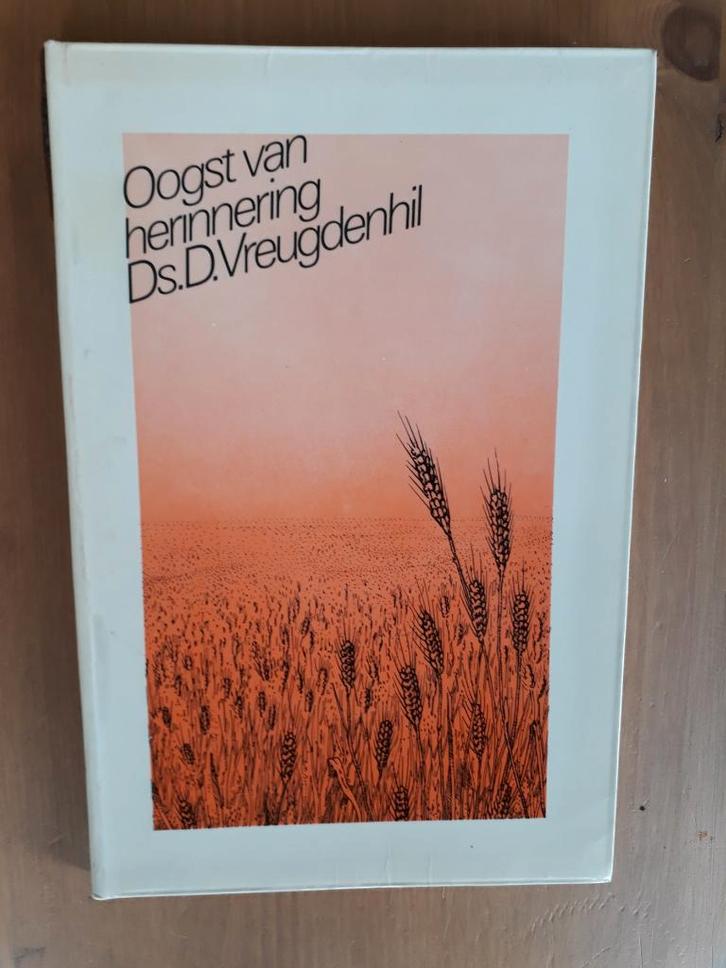 Oogst van
herinnering
Ds.D.Vreugdenhil